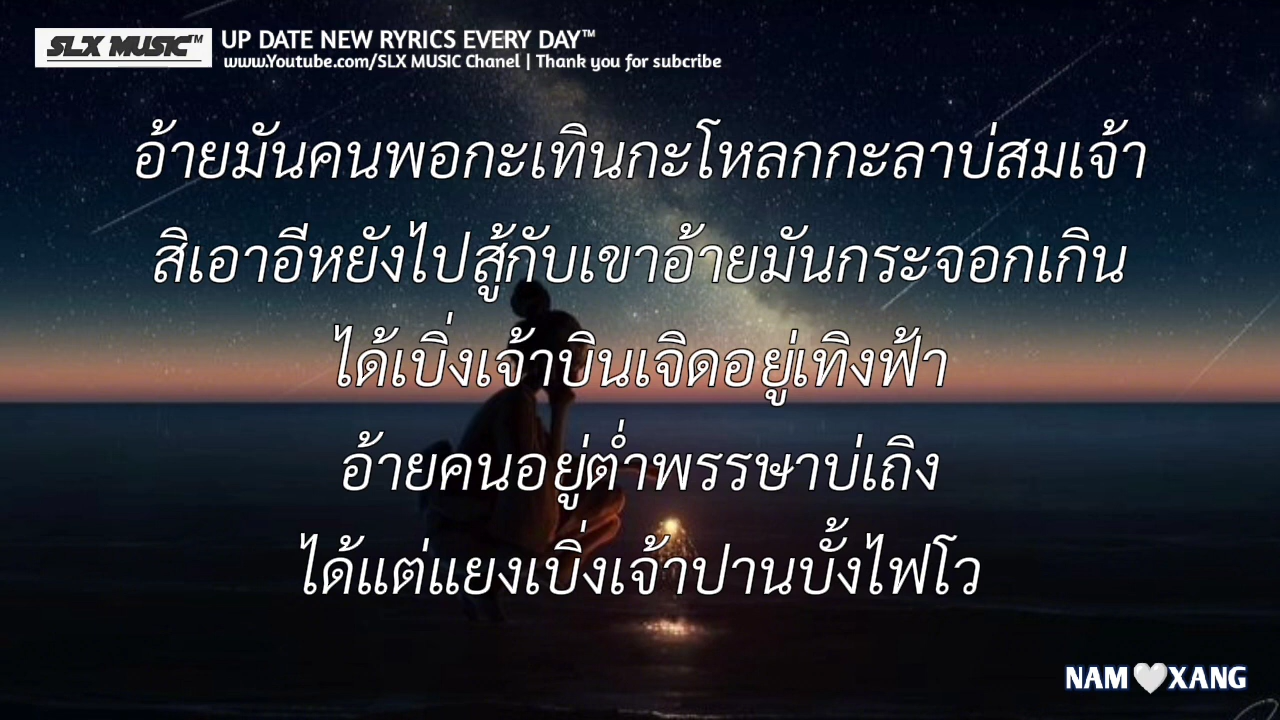 SLX MUSIC™
UP DATE NEW RYRICS EVERY DAY™
www.Youtube.com/SLX MUSIC Chanel | Thank you for subcribe
อ้ายมันคนพอกะเทินกะโหลกกะลาบ่สมเจ้า
สิเอาอีหยังไปสู้กับเขาอ้ายมันกระจอกเกิน
ได้เบิ่งเจ้าบินเจิดอยู่เทิงฟ้า
อ้ายคนอยู่ต่ำพรรษาบ่เถิง
ได้แต่แยงเบิ่งเจ้าปานบั้งไฟโว
NAM🤍XANG